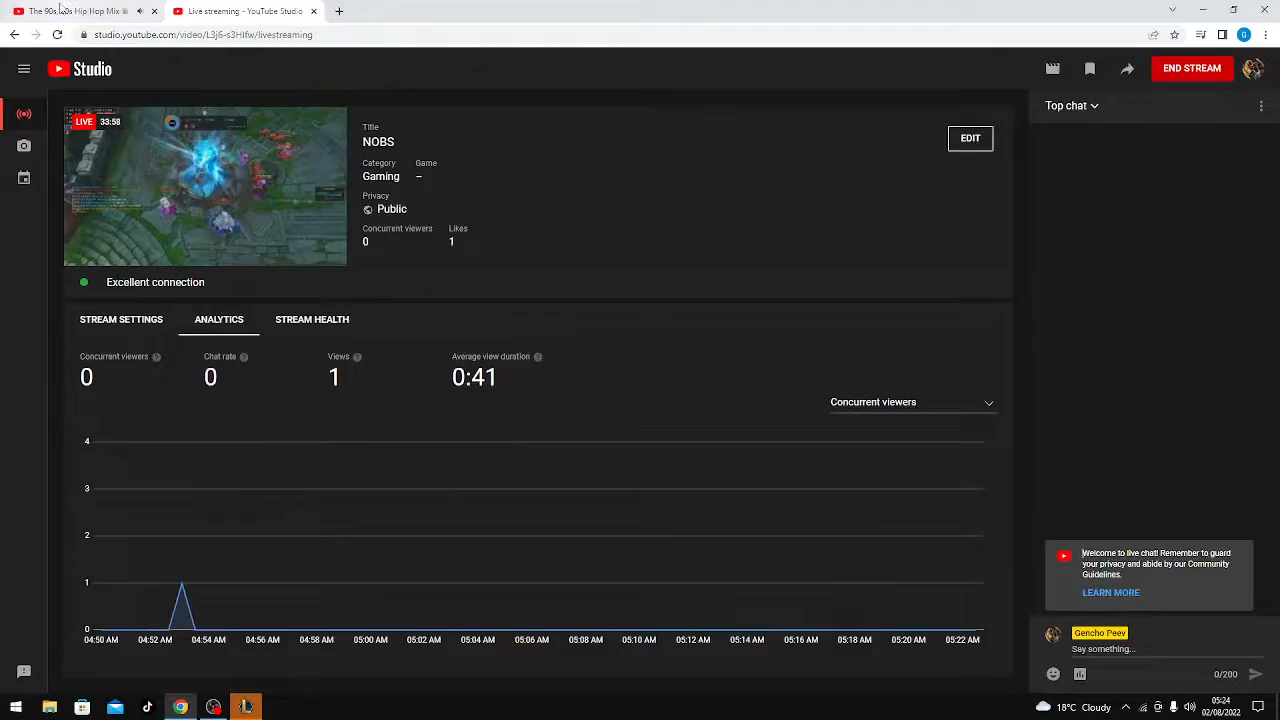 The 90s
Hip Hop Mix
Live streaming - YouTube Studio
studio.youtube.com/video/L3j6-s3HIfw/livestreaming
G
Studio
END STREAM
LIVE 33:58
Title
NOBS
EDIT
Category Game
Gaming –
Privacy
Public
Concurrent viewers Likes
0 1
Excellent connection
STREAM SETTINGS ANALYTICS STREAM HEALTH
Concurrent viewers Chat rate Views Average view duration
0 0 1 0:41
Concurrent viewers
4
3
2
1
0
04:50 AM 04:52 AM 04:54 AM 04:56 AM 04:58 AM 05:00 AM 05:02 AM 05:04 AM 05:06 AM 05:08 AM 05:10 AM 05:12 AM 05:14 AM 05:16 AM 05:18 AM 05:20 AM 05:22 AM
Top chat
Welcome to live chat! Remember to guard
your privacy and abide by our Community
Guidelines.
LEARN MORE
Gencho Peev
Say something...
0/200
18°C Cloudy
05:24
02/08/2022